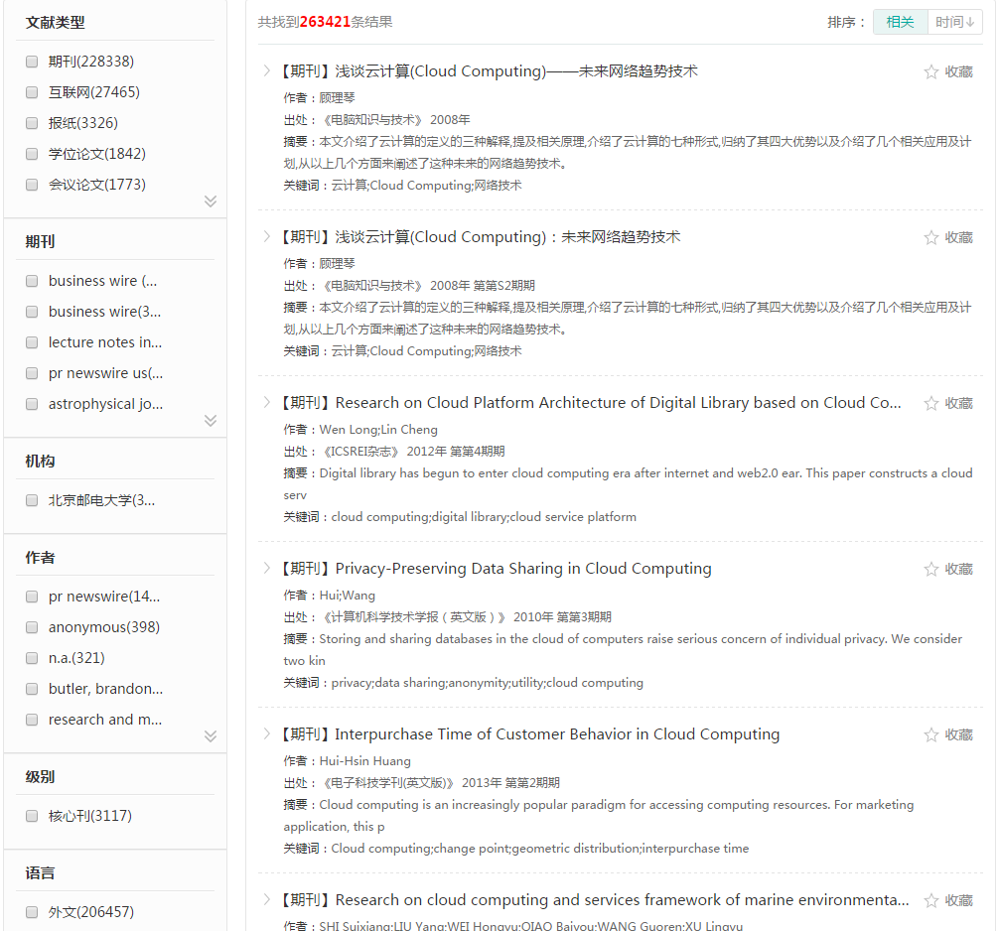 文献类型
期刊(228338)
互联网(27465)
报纸(3326)
学位论文(1842)
会议论文(1773)
期刊
business wire (...
business wire(3...
lecture notes in...
pr newswire us(...
astrophysical jo...
机构
北京邮电大学(3...
作者
pr newswire(14...
anonymous(398)
n.a.(321)
butler, brandon...
research and m...
级别
核心刊(3117)
语言
外文(206457)
共找到263421条结果
排序： 相关 时间↓
【期刊】浅谈云计算(Cloud Computing)——未来网络趋势技术 收藏
作者：顾理琴
出处：《电脑知识与技术》 2008年
摘要：本文介绍了云计算的定义的三种解释,提及相关原理,介绍了云计算的七种形式,归纳了其四大优势以及介绍了几个相关应用及计
划,从以上几个方面来阐述了这种未来的网络趋势技术。
关键词：云计算;Cloud Computing;网络技术
【期刊】浅谈云计算(Cloud Computing)：未来网络趋势技术 收藏
作者：顾理琴
出处：《电脑知识与技术》 2008年 第第S2期期
摘要：本文介绍了云计算的定义的三种解释,提及相关原理,介绍了云计算的七种形式,归纳了其四大优势以及介绍了几个相关应用及计
划,从以上几个方面来阐述了这种未来的网络趋势技术。
关键词：云计算;Cloud Computing;网络技术
【期刊】Research on Cloud Platform Architecture of Digital Library based on Cloud Co... 收藏
作者：Wen Long;Lin Cheng
出处：《ICSREI杂志》 2012年 第第4期期
摘要：Digital library has begun to enter cloud computing era after internet and web2.0 ear. This paper constructs a cloud
serv
关键词：cloud computing;digital library;cloud service platform
【期刊】Privacy-Preserving Data Sharing in Cloud Computing 收藏
作者：Hui;Wang
出处：《计算机科学技术学报（英文版）》 2010年 第第3期期
摘要：Storing and sharing databases in the cloud of computers raise serious concern of individual privacy. We consider
two kin
关键词：privacy;data sharing;anonymity;utility;cloud computing
【期刊】Interpurchase Time of Customer Behavior in Cloud Computing 收藏
作者：Hui-Hsin Huang
出处：《电子科技学刊(英文版)》 2013年 第第2期期
摘要：Cloud computing is an increasingly popular paradigm for accessing computing resources. For marketing
application, this p
关键词：Cloud computing;change point;geometric distribution;interpurchase time
【期刊】Research on cloud computing and services framework of marine environmenta... 收藏
作者：SHI Suixiang;LIU Yang;WEI Hongyu;QIAO Baiyou;WANG Guoren;XU Lingyu